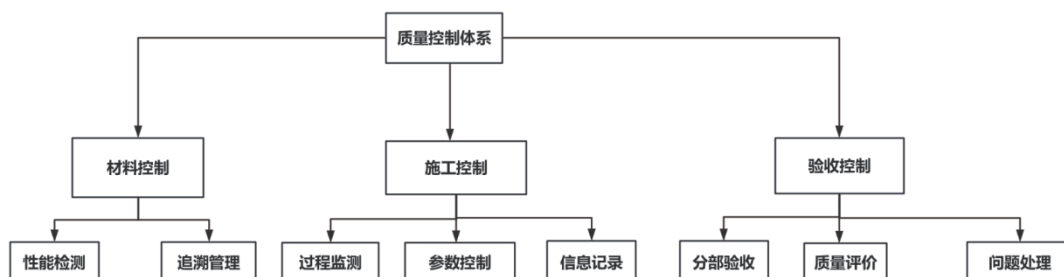 质量控制体系
材料控制
施工控制
验收控制
性能检测
追溯管理
过程监测
参数控制
信息记录
分部验收
质量评价
问题处理